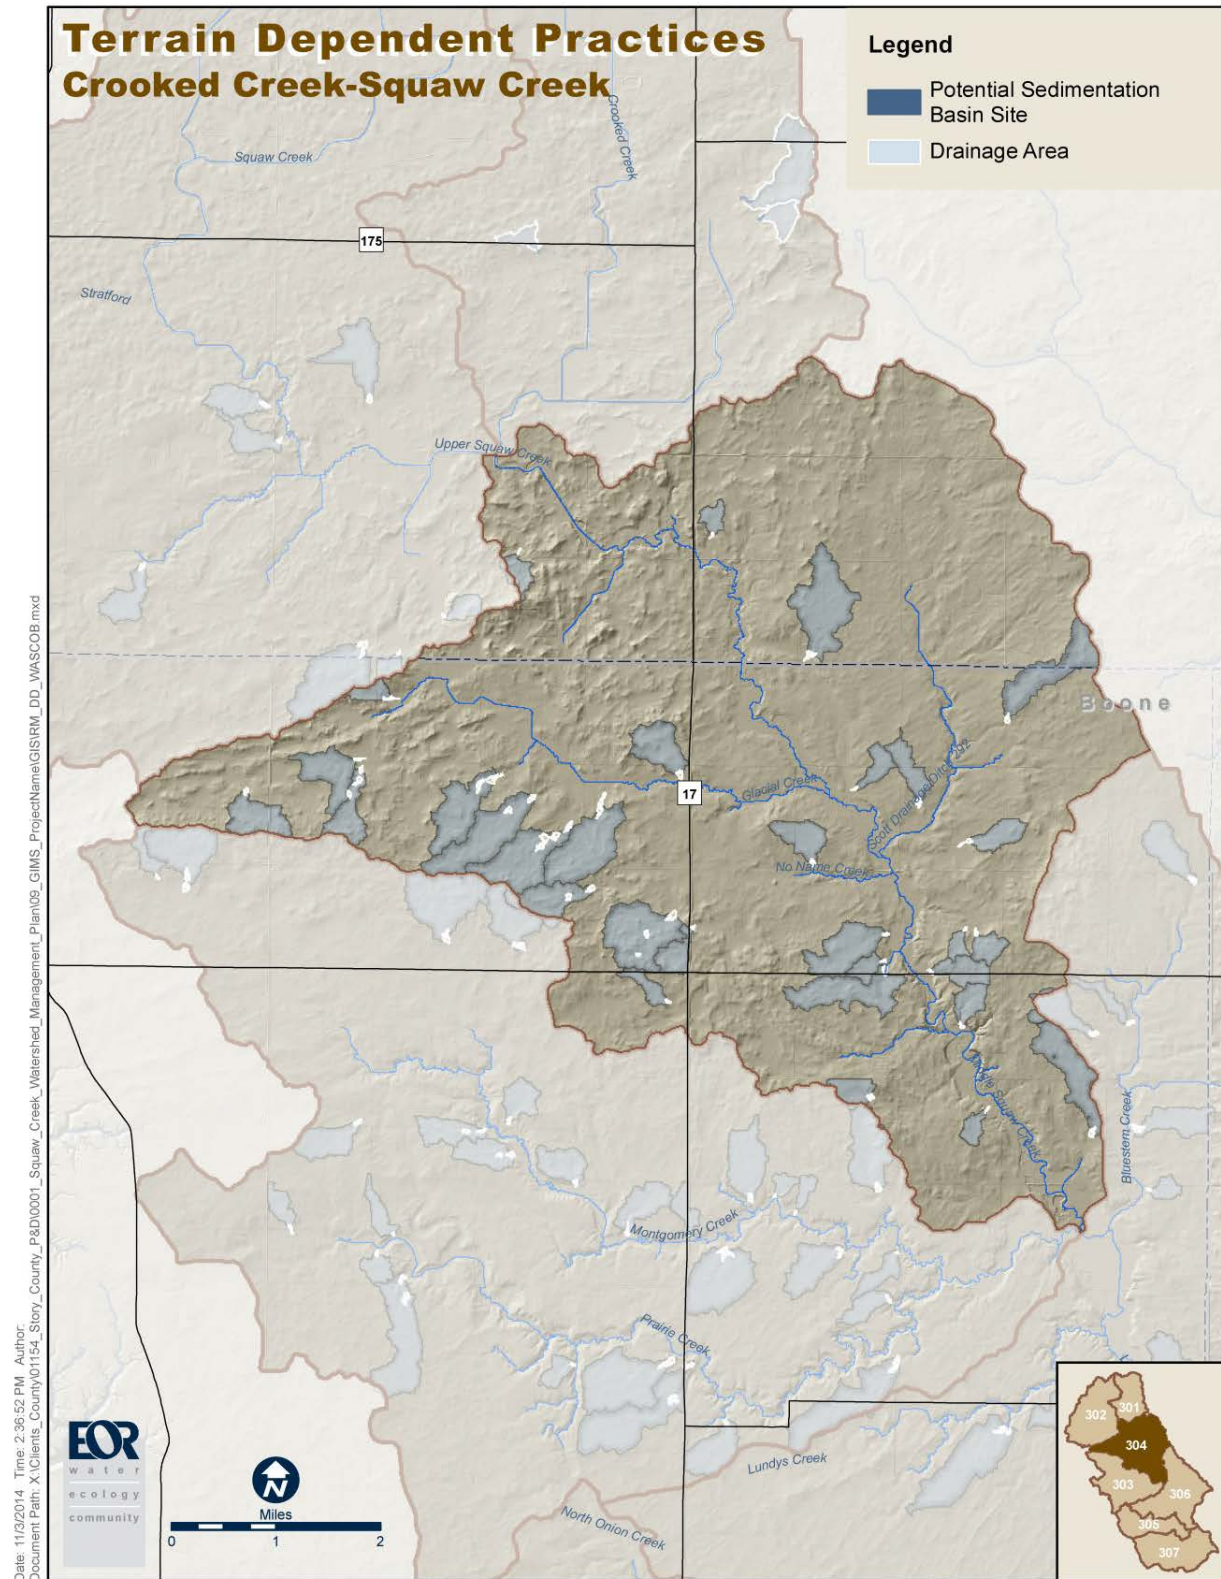 Terrain Dependent Practices
Crooked Creek-Squaw Creek
Legend
Potential Sedimentation
Basin Site
Drainage Area
Crooked Creek
Squaw Creek
175
Stratford
Upper Squaw Creek
Boone
17
Glacial Creek
Scott Drainage Ditch 292
No Name Creek
Middle Squaw Creek
Bluestem Creek
Montgomery Creek
Prairie Creek
Lundys Creek
North Onion Creek
EOR
water
ecology
community
N
Miles
0 1 2
302
301
304
303
306
305
307
Date: 11/3/2014 Time: 2:36:52 PM Author:
Document Path: X:\Clients_County\01154_Story_County_P&D\0001_Squaw_Creek_Watershed_Management_Plan\09_GIMS_ProjectName\GIS\RM_DD_WASCOB.mxd